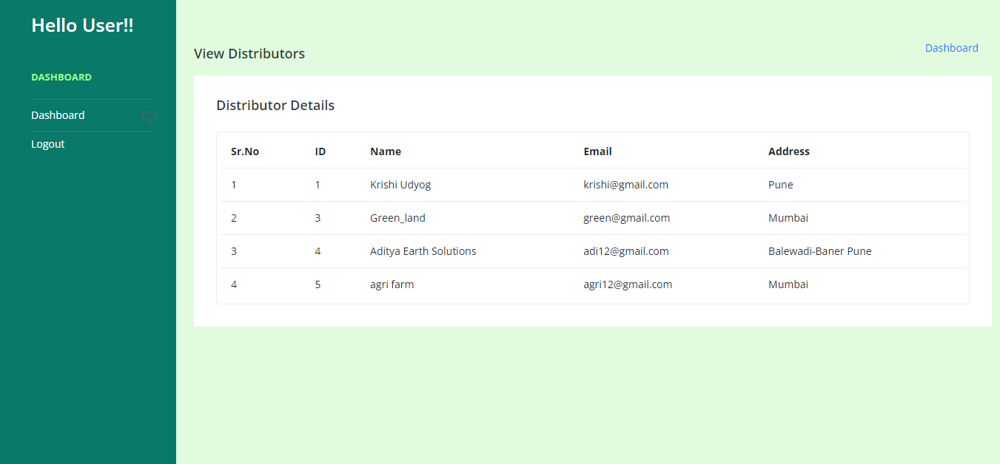 Hello User!!
DASHBOARD
Dashboard
Logout
View Distributors
Dashboard
Distributor Details
Sr.No ID Name Email Address
1 1 Krishi Udyog krishi@gmail.com Pune
2 3 Green_land green@gmail.com Mumbai
3 4 Aditya Earth Solutions adi12@gmail.com Balewadi-Baner Pune
4 5 agri farm agri12@gmail.com Mumbai